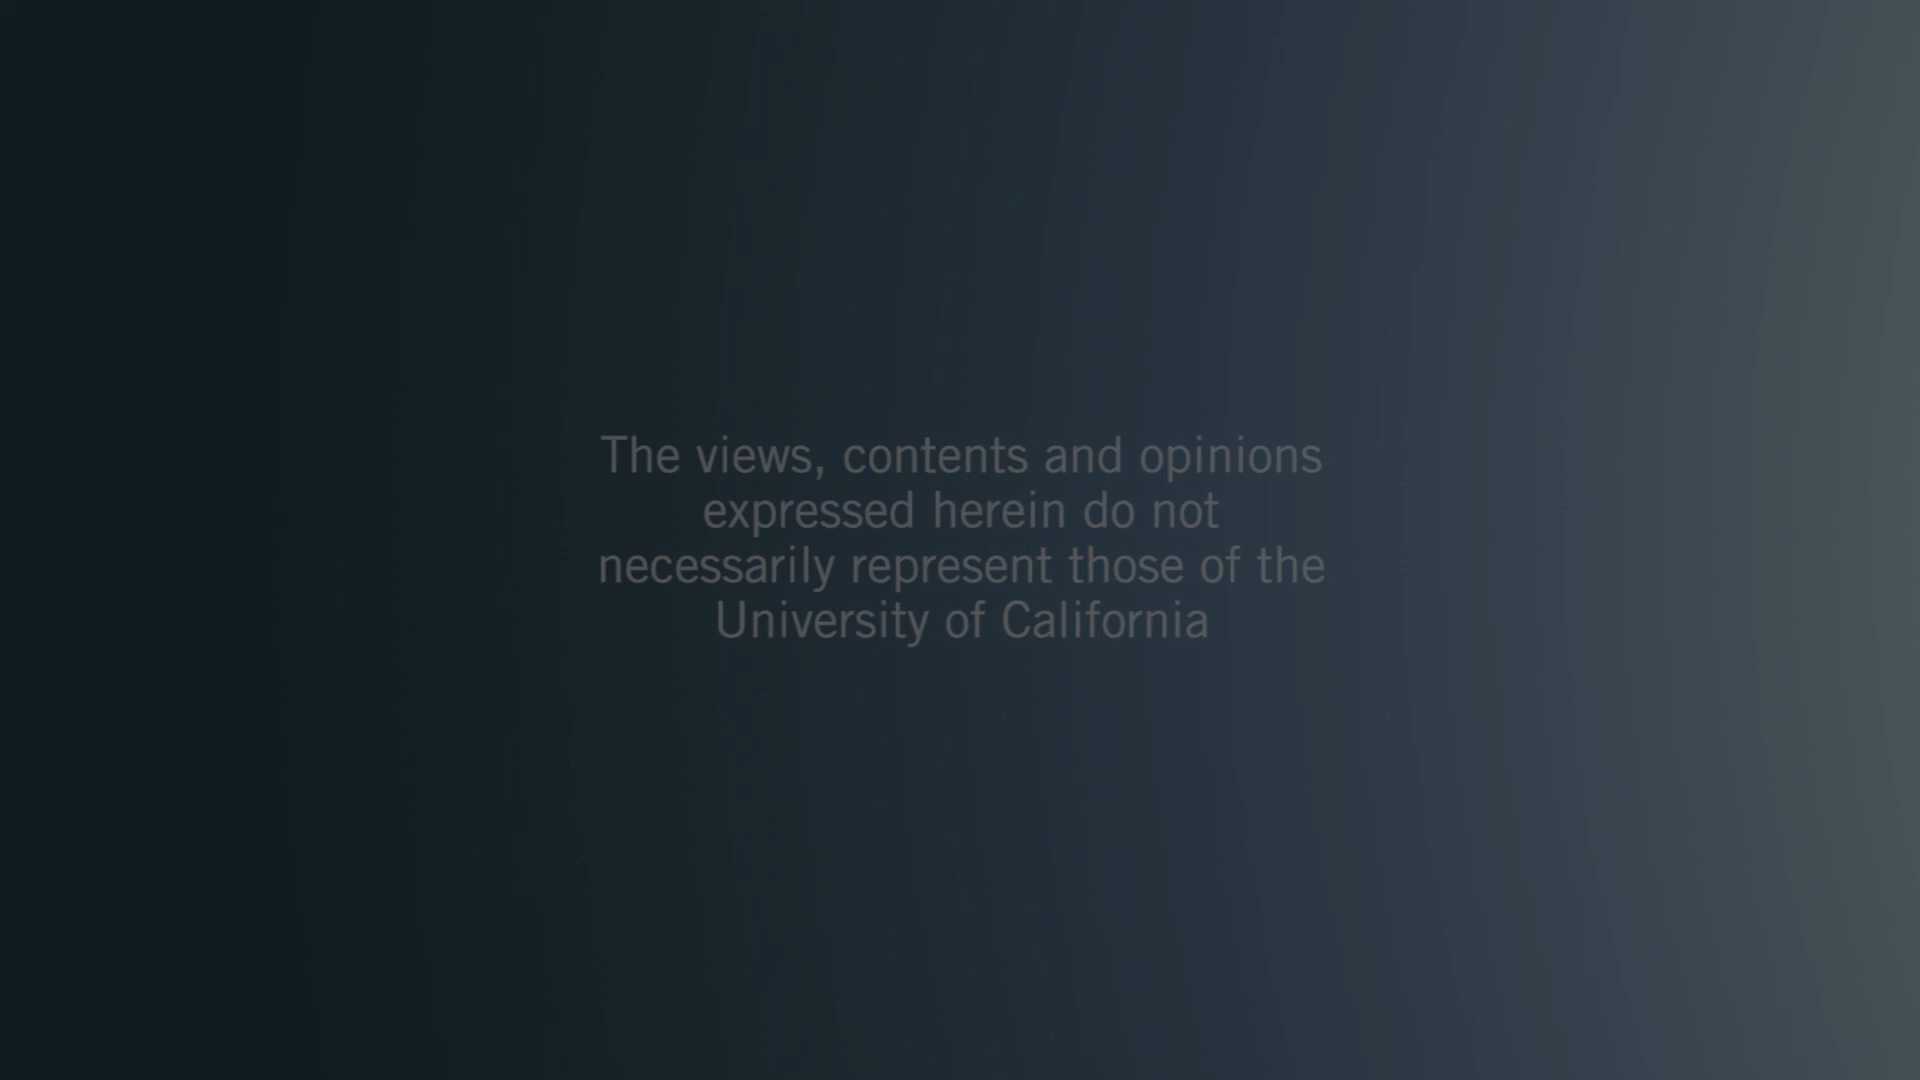 The views, contents and opinions
expressed herein do not
necessarily represent those of the
University of California